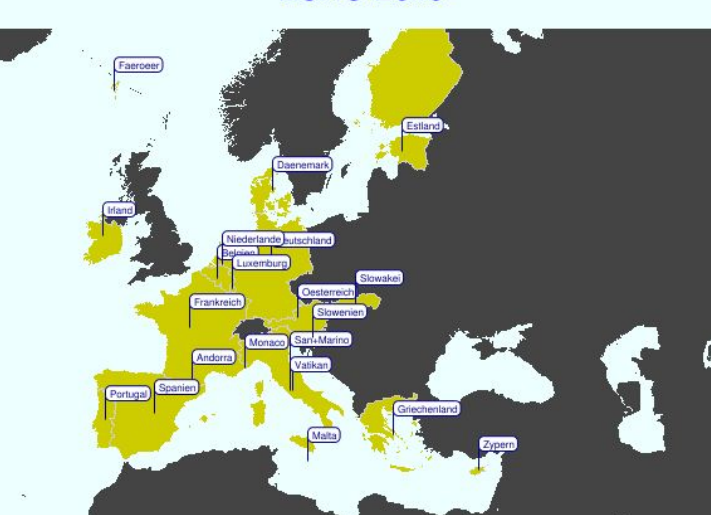 Faeroeer
Estland
Daenemark
Irland
Niederlande
eutschland
Belgien
Luxemburg
Slowakei
Oesterreich
Frankreich
Slowenien
Monaco
San+Marino
Andorra
Vatikan
Spanien
Portugal
Griechenland
Malta
Zypern